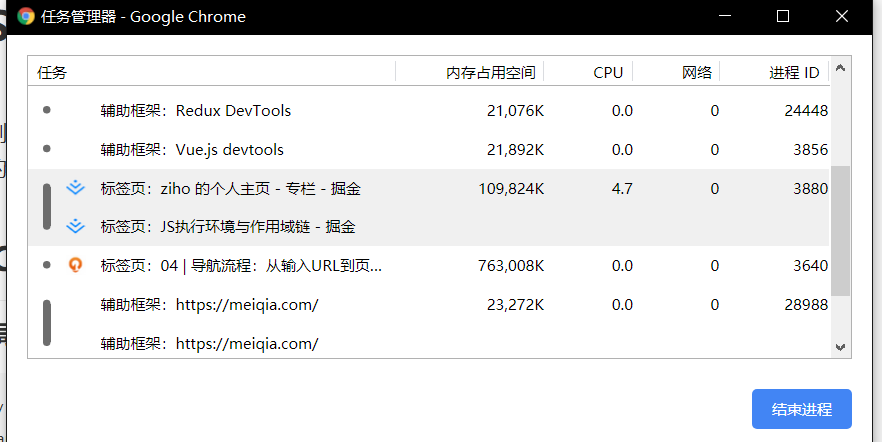 任务管理器 - Google Chrome
任务 内存占用空间 CPU 网络 进程 ID
辅助框架：Redux DevTools 21,076K 0.0 0 24448
辅助框架：Vue.js devtools 21,892K 0.0 0 3856
标签页：ziho 的个人主页 - 专栏 - 掘金 109,824K 4.7 0 3880
标签页：JS执行环境与作用域链 - 掘金
标签页：04 | 导航流程：从输入URL到页... 763,008K 0.0 0 3640
辅助框架：https://meiqia.com/ 23,272K 0.0 0 28988
辅助框架：https://meiqia.com/
结束进程